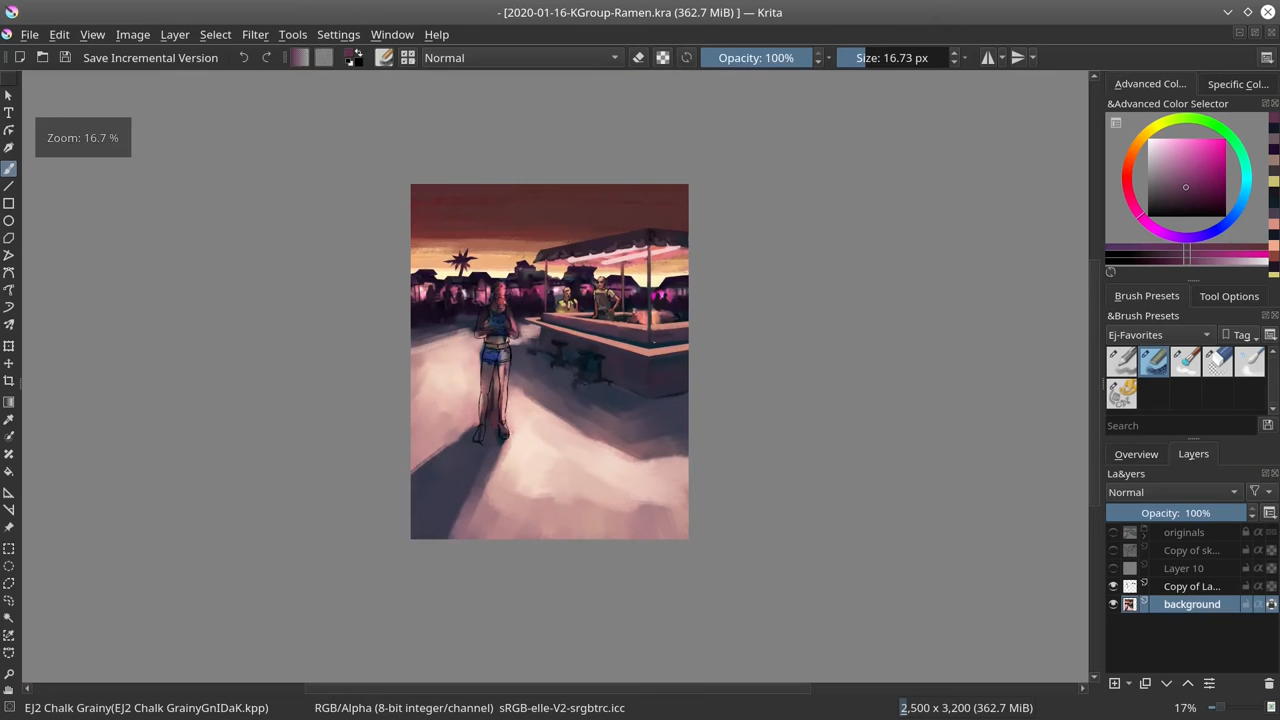 - [2020-01-16-KGroup-Ramen.kra (362.7 MiB) ] — Krita
File Edit View Image Layer Select Filter Tools Settings Window Help
Save Incremental Version Normal Opacity: 100% Size: 16.73 px
Advanced Col... Specific Col...
&Advanced Color Selector
Zoom: 16.7 %
Brush Presets Tool Options
&Brush Presets
Ej-Favorites Tag
Search
Overview Layers
La&yers
Normal
Opacity: 100%
originals
Copy of sk...
Layer 10
Copy of La...
background
EJ2 Chalk Grainy(EJ2 Chalk GrainyGnIDaK.kpp) RGB/Alpha (8-bit integer/channel) sRGB-elle-V2-srgbtrc.icc 2,500 x 3,200 (362.7 MiB) 17%